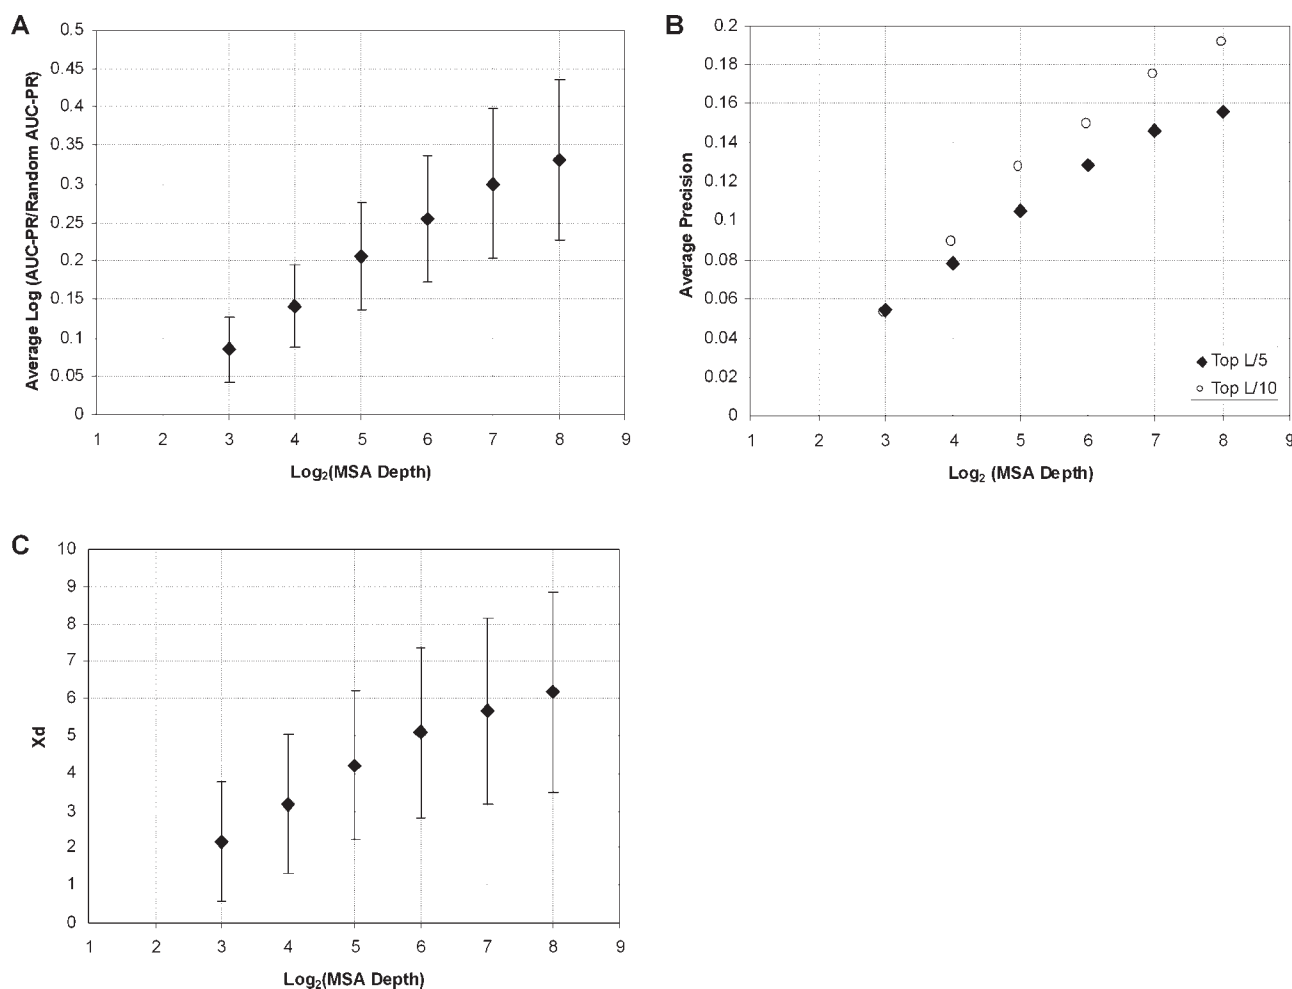 A
0.5
0.45
0.4
0.35
0.3
0.25
0.2
0.15
0.1
0.05
0
Average Log (AUC-PR/Random AUC-PR)
1 2 3 4 5 6 7 8 9
Log2(MSA Depth)
B
0.2
0.18
0.16
0.14
0.12
0.1
0.08
0.06
0.04
0.02
0
Average Precision
Top L/5
Top L/10
1 2 3 4 5 6 7 8 9
Log2 (MSA Depth)
C
10
9
8
7
6
5
4
3
2
1
0
Xd
1 2 3 4 5 6 7 8 9
Log2(MSA Depth)